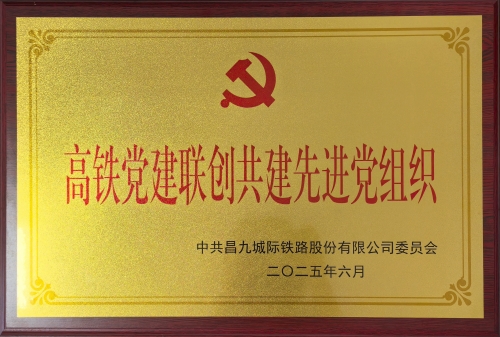 高铁党建联创共建先进党组织
中共昌九城际铁路股份有限公司委员会
二〇二五年六月